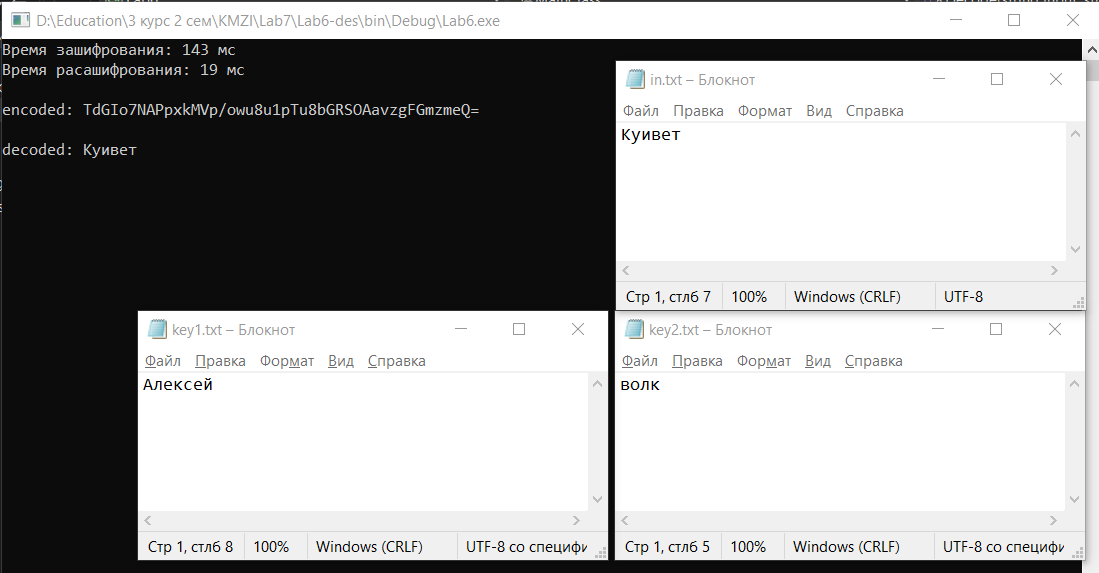 D:\Education\3 курс 2 сем\KMZI\Lab7\Lab6-des\bin\Debug\Lab6.exe
Время зашифрования: 143 мс
Время расашифрования: 19 мс
encoded: TdGIo7NAPpxkMVp/owu8u1pTu8bGRSOAavzgFGmzmeQ=
decoded: Куивет
in.txt – Блокнот
Файл Правка Формат Вид Справка
Куивет
Стр 1, стлб 7 100% Windows (CRLF) UTF-8
key1.txt – Блокнот
Файл Правка Формат Вид Справка
Алексей
Стр 1, стлб 8 100% Windows (CRLF) UTF-8 со специфи
key2.txt – Блокнот
Файл Правка Формат Вид Справка
волк
Стр 1, стлб 5 100% Windows (CRLF) UTF-8 со специфи